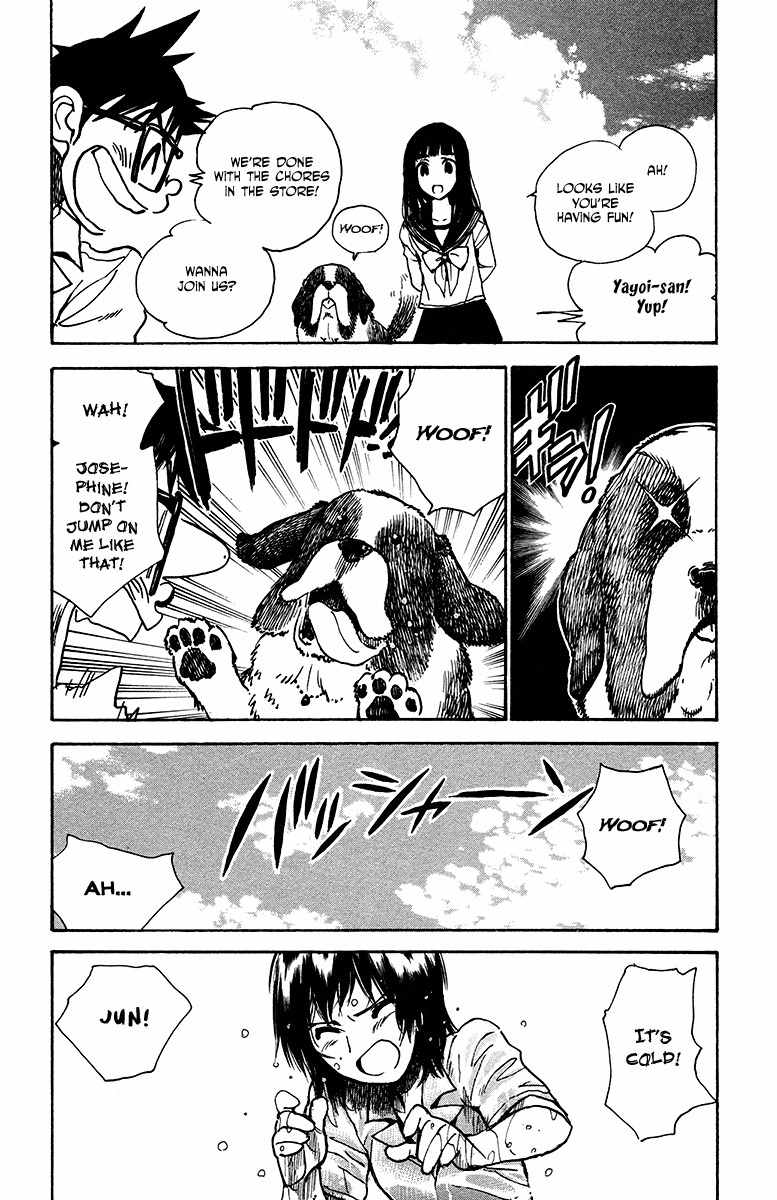 AH!
LOOKS LIKE
YOU'RE
HAVING FUN!
Yayoi-san!
Yup!
WOOF!
WE'RE DONE
WITH THE CHORES
IN THE STORE!
WANNA
JOIN US?
ギラ。
WOOF!
ドドドド
WAH!
JOSE-
PHINE!
DON'T
JUMP ON
ME LIKE
THAT!
WOOF!
バッシャーン
AH...
IT'S
COLD!
JUN!